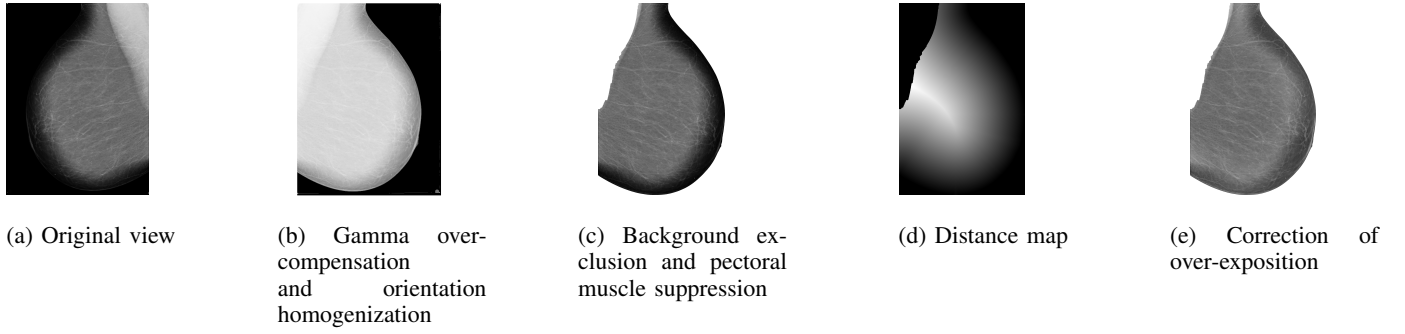 (a) Original view
(b) Gamma over-
compensation
and orientation
homogenization
(c) Background ex-
clusion and pectoral
muscle suppression
(d) Distance map
(e) Correction of
over-exposition